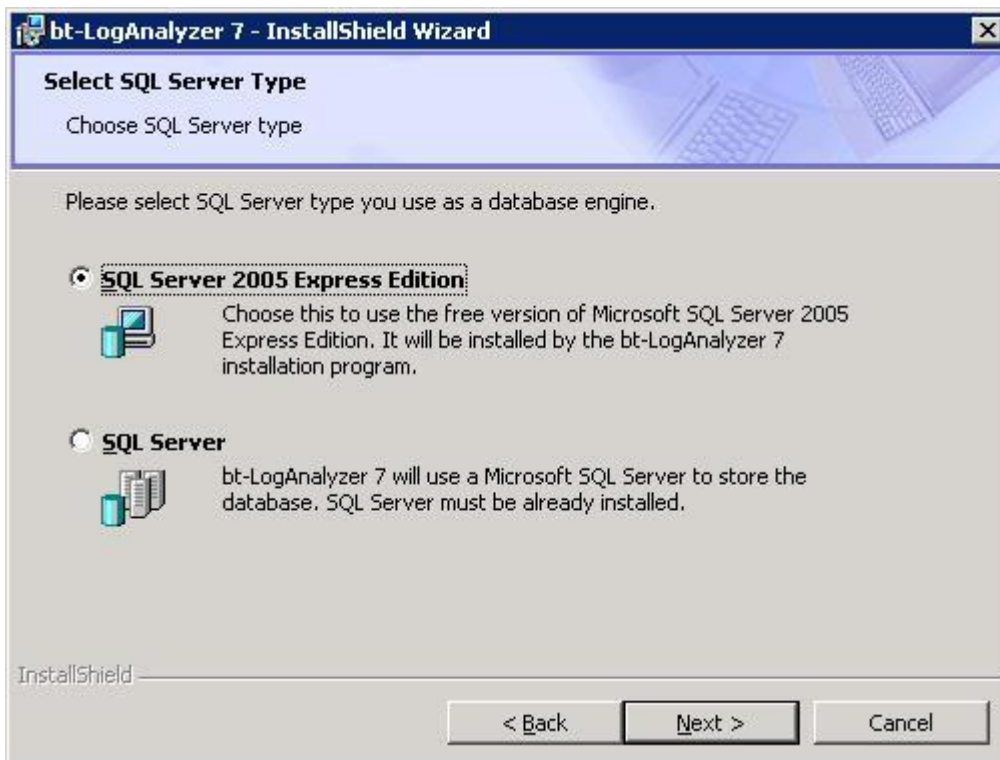 bt-LogAnalyzer 7 - InstallShield Wizard
Select SQL Server Type
Choose SQL Server type
Please select SQL Server type you use as a database engine.
SQL Server 2005 Express Edition
Choose this to use the free version of Microsoft SQL Server 2005
Express Edition. It will be installed by the bt-LogAnalyzer 7
installation program.
SQL Server
bt-LogAnalyzer 7 will use a Microsoft SQL Server to store the
database. SQL Server must be already installed.
InstallShield
< Back Next > Cancel